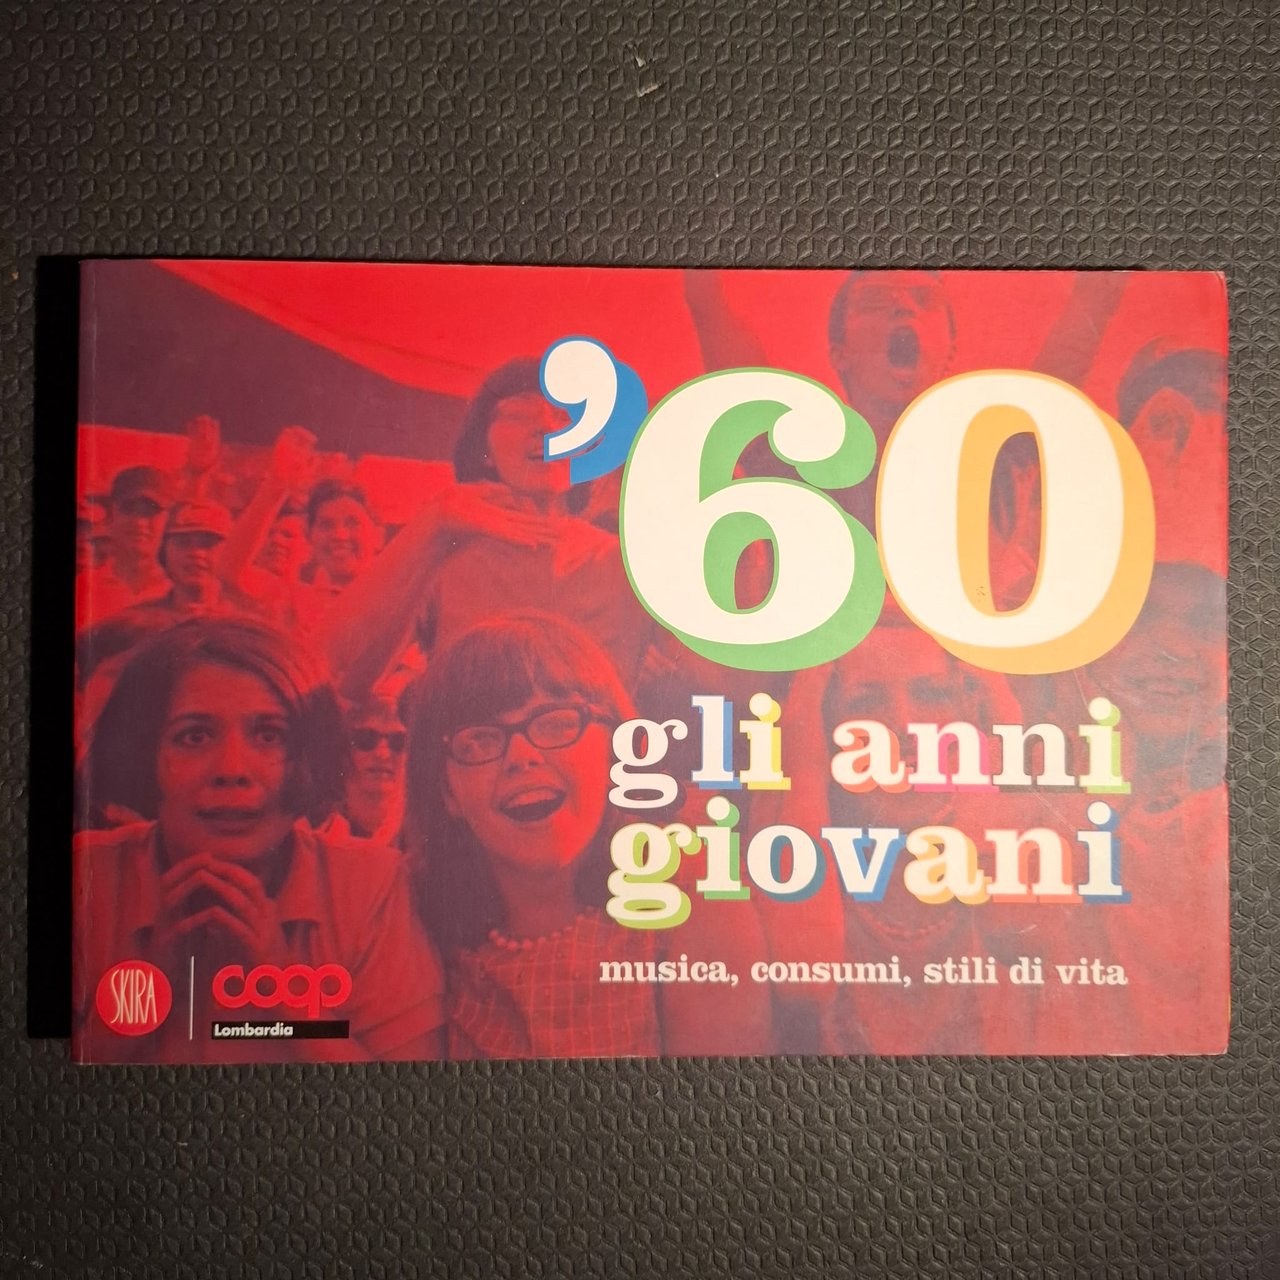 ’60
gli anni
giovani
musica, consumi, stili di vita
SKIRA
coop
Lombardia